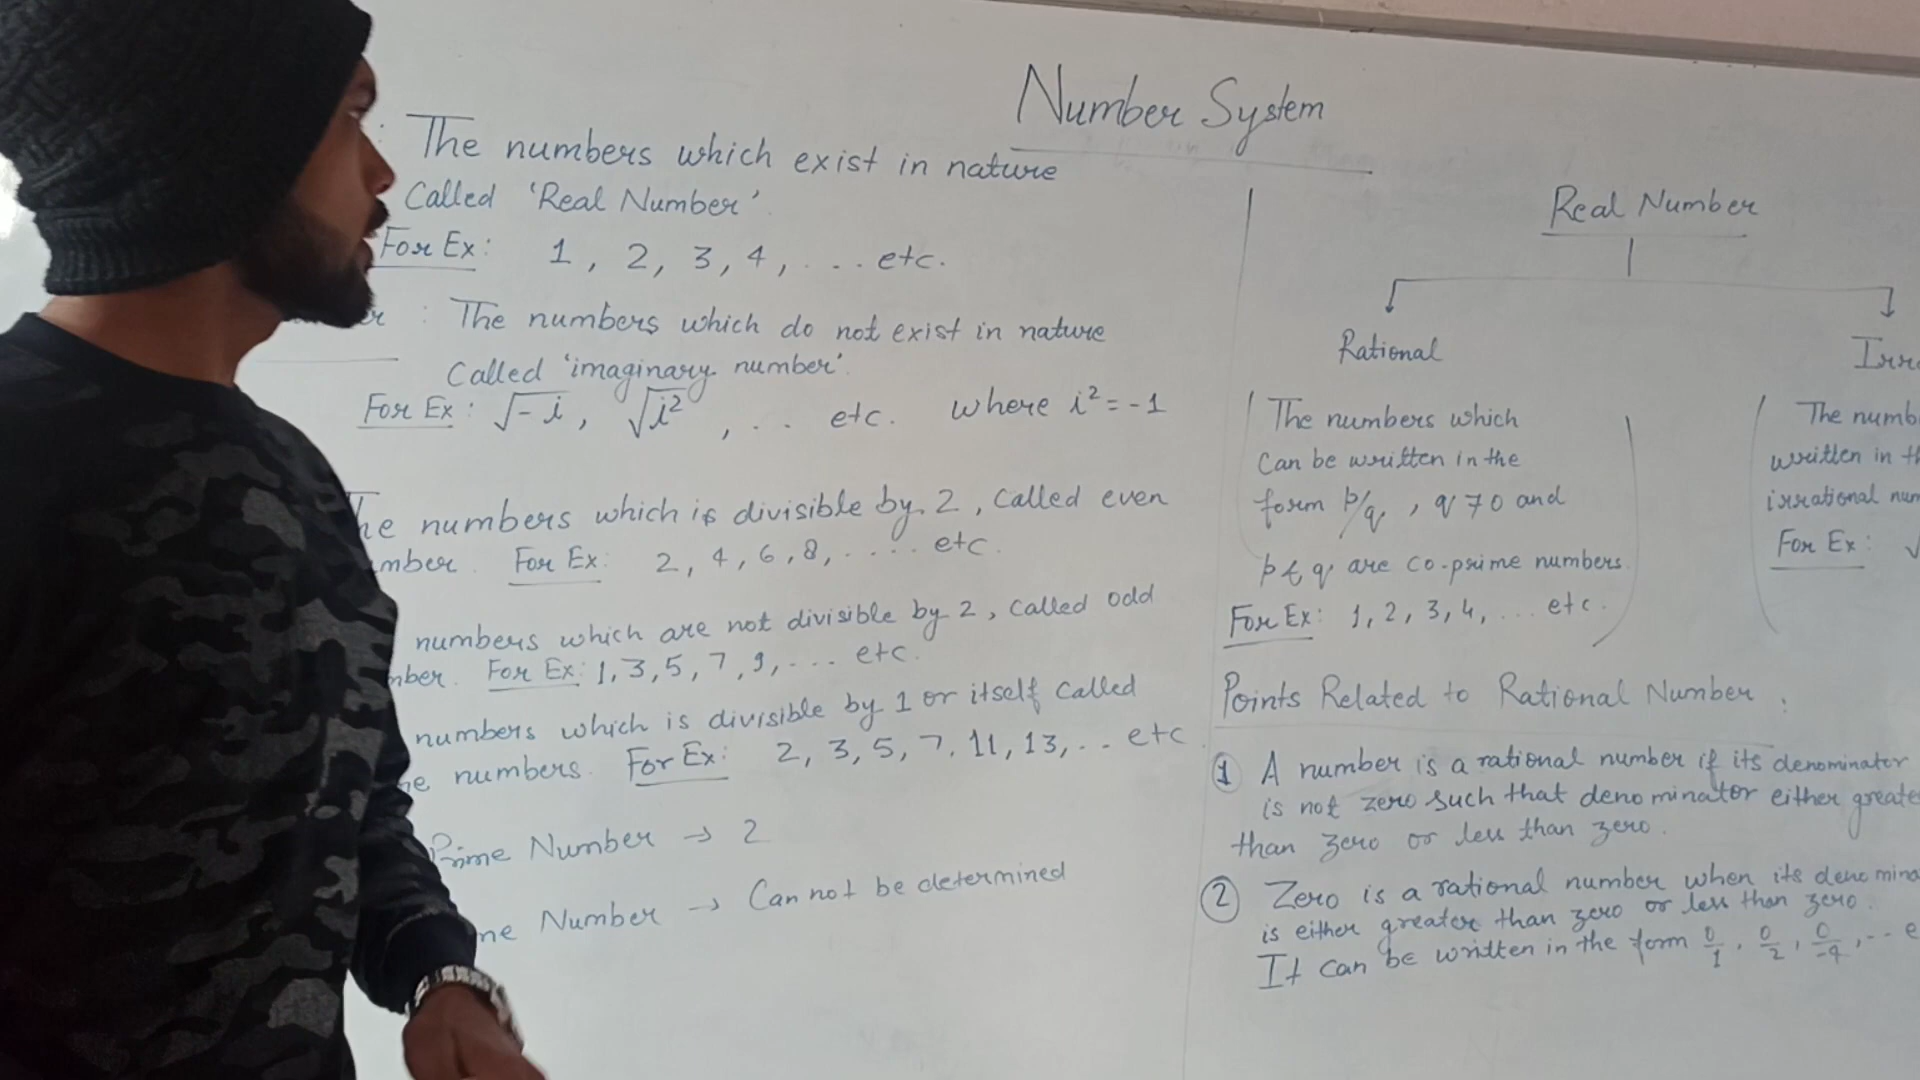 Number System
The numbers which exist in nature
Called 'Real Number'
For Ex: 1, 2, 3, 4, ... etc.
: The numbers which do not exist in nature
Called 'imaginary number'.
For Ex: √-i, √i², .. etc. where i² = -1
The numbers which is divisible by 2, Called even
mber. For Ex: 2, 4, 6, 8, ..... etc.
numbers which are not divisible by 2, Called odd
mber. For Ex: 1, 3, 5, 7, 9, .... etc.
numbers which is divisible by 1 or itself Called
me numbers. For Ex: 2, 3, 5, 7, 11, 13, .. etc
Prime Number → 2
me Number → Can not be determined
Real Number
Rational
Irr
The numbers which
Can be written in the
form p/q, q ≠ 0 and
p & q are co-prime numbers.
For Ex: 1, 2, 3, 4, ... etc.
The numb
written in th
irrational num
For Ex: √
Points Related to Rational Number :
① A number is a rational number if its denominator
is not zero such that denominator either greate
than zero or less than zero.
② Zero is a rational number when its denomina
is either greater than zero or less than zero.
It can be written in the form 0/1, 0/2, 0/-4, .. e